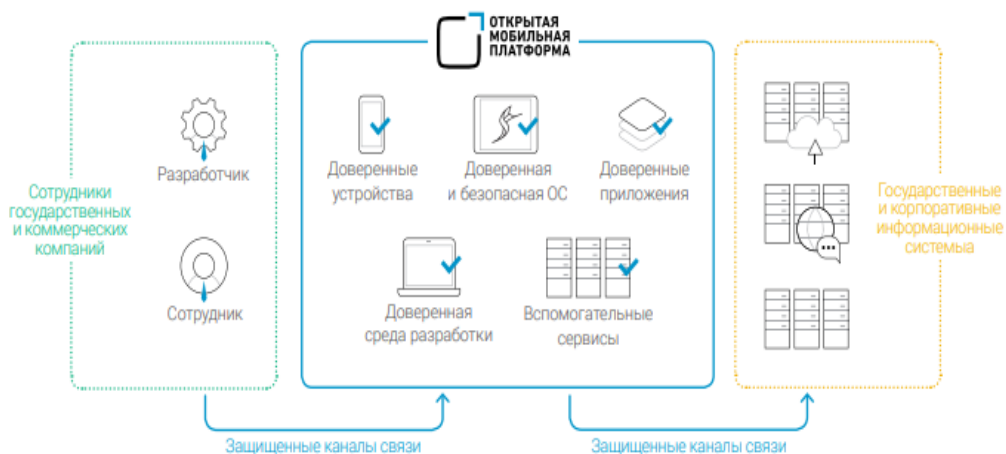 ОТКРЫТАЯ
МОБИЛЬНАЯ
ПЛАТФОРМА
Сотрудники
государственных
и коммерческих
компаний
Разработчик
Сотрудник
Доверенные
устройства
Доверенная
и безопасная ОС
Доверенные
приложения
Доверенная
среда разработки
Вспомогательные
сервисы
Государственные
и корпоративные
информационные
системыа
Защищенные каналы связи
Защищенные каналы связи